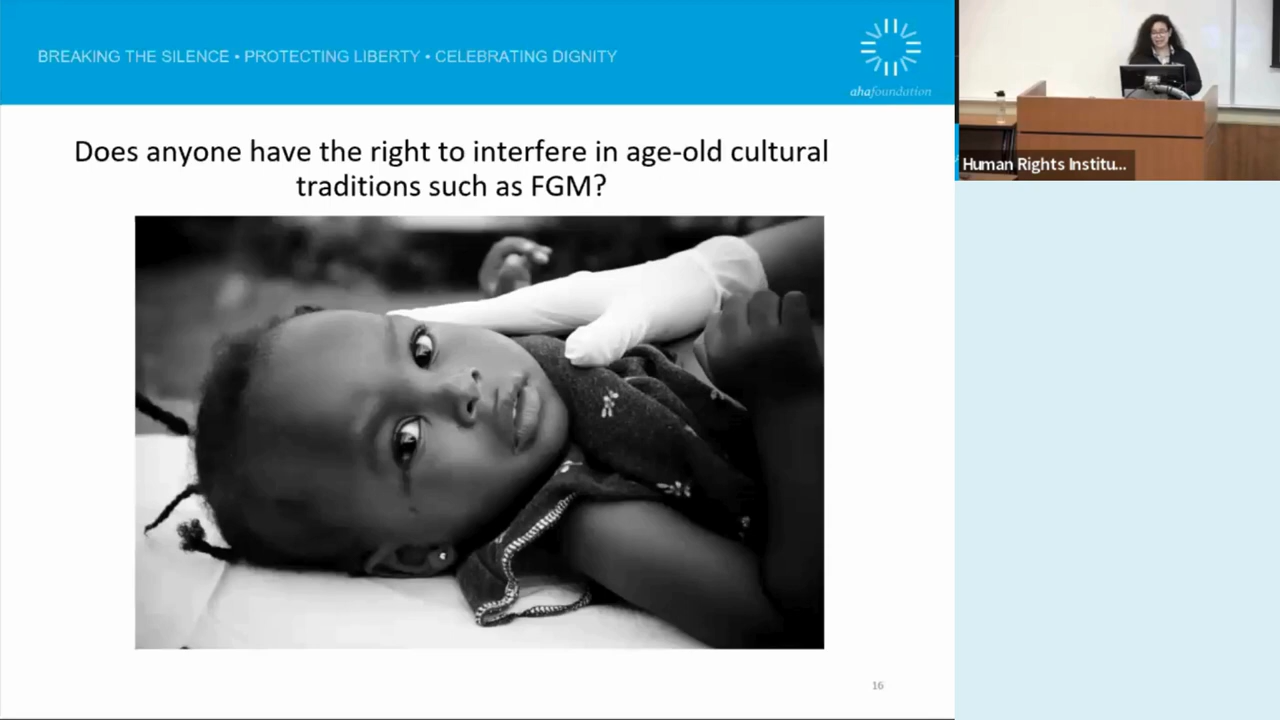 BREAKING THE SILENCE • PROTECTING LIBERTY • CELEBRATING DIGNITY
ahafoundation
Does anyone have the right to interfere in age-old cultural
traditions such as FGM?
16
Human Rights Institu...